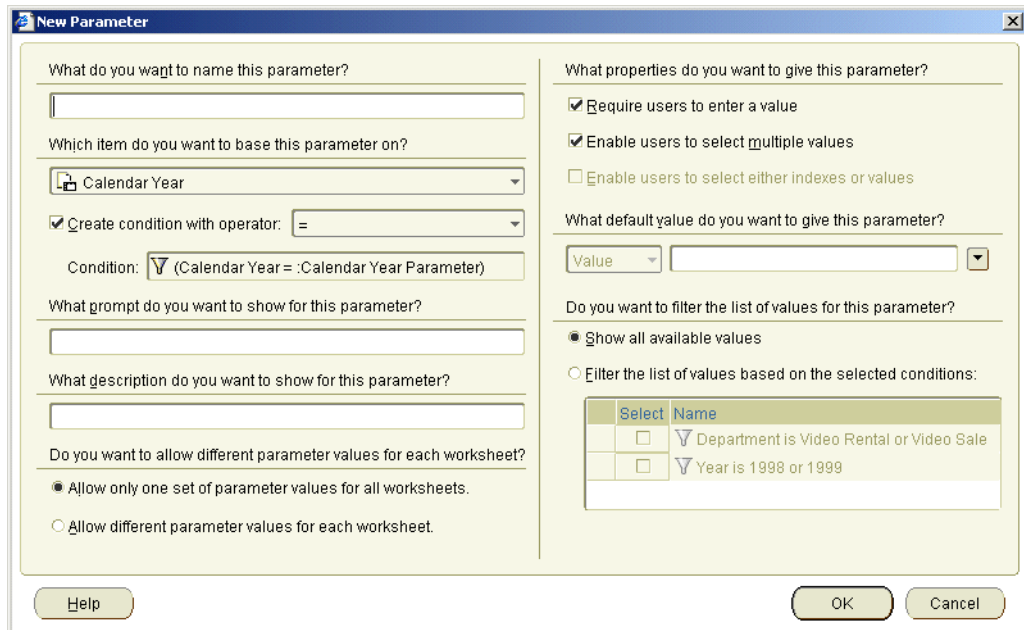 New Parameter
What do you want to name this parameter?
Which item do you want to base this parameter on?
Calendar Year
Create condition with operator: =
Condition: (Calendar Year = :Calendar Year Parameter)
What prompt do you want to show for this parameter?
What description do you want to show for this parameter?
Do you want to allow different parameter values for each worksheet?
Allow only one set of parameter values for all worksheets.
Allow different parameter values for each worksheet.
What properties do you want to give this parameter?
Require users to enter a value
Enable users to select multiple values
Enable users to select either indexes or values
What default value do you want to give this parameter?
Value
Do you want to filter the list of values for this parameter?
Show all available values
Filter the list of values based on the selected conditions:
Select Name
Department is Video Rental or Video Sale
Year is 1998 or 1999
Help OK Cancel